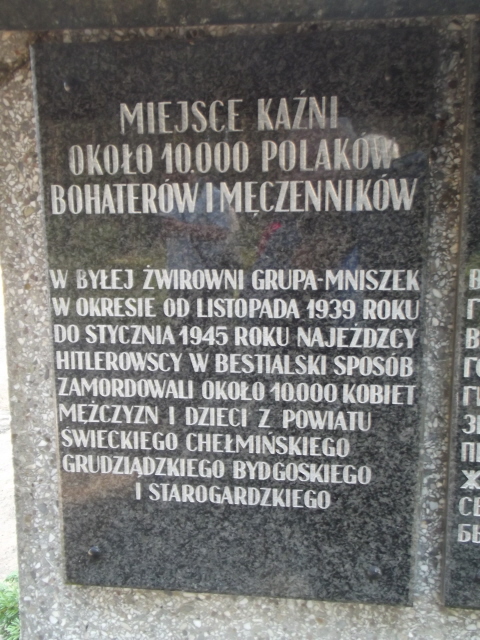 MIEJSCE KAŹNI
OKOŁO 10.000 POLAKÓW
BOHATERÓW I MĘCZENNIKÓW
W BYŁEJ ŻWIROWNI GRUPA-MNISZEK
W OKRESIE OD LISTOPADA 1939 ROKU
DO STYCZNIA 1945 ROKU NAJEŹDZCY
HITLEROWSCY W BESTIALSKI SPOSÓB
ZAMORDOWALI OKOŁO 10.000 KOBIET
MĘŻCZYZN I DZIECI Z POWIATU
ŚWIECKIEGO CHEŁMIŃSKIEGO
GRUDZIĄDZKIEGO BYDGOSKIEGO
I STAROGARDZKIEGO